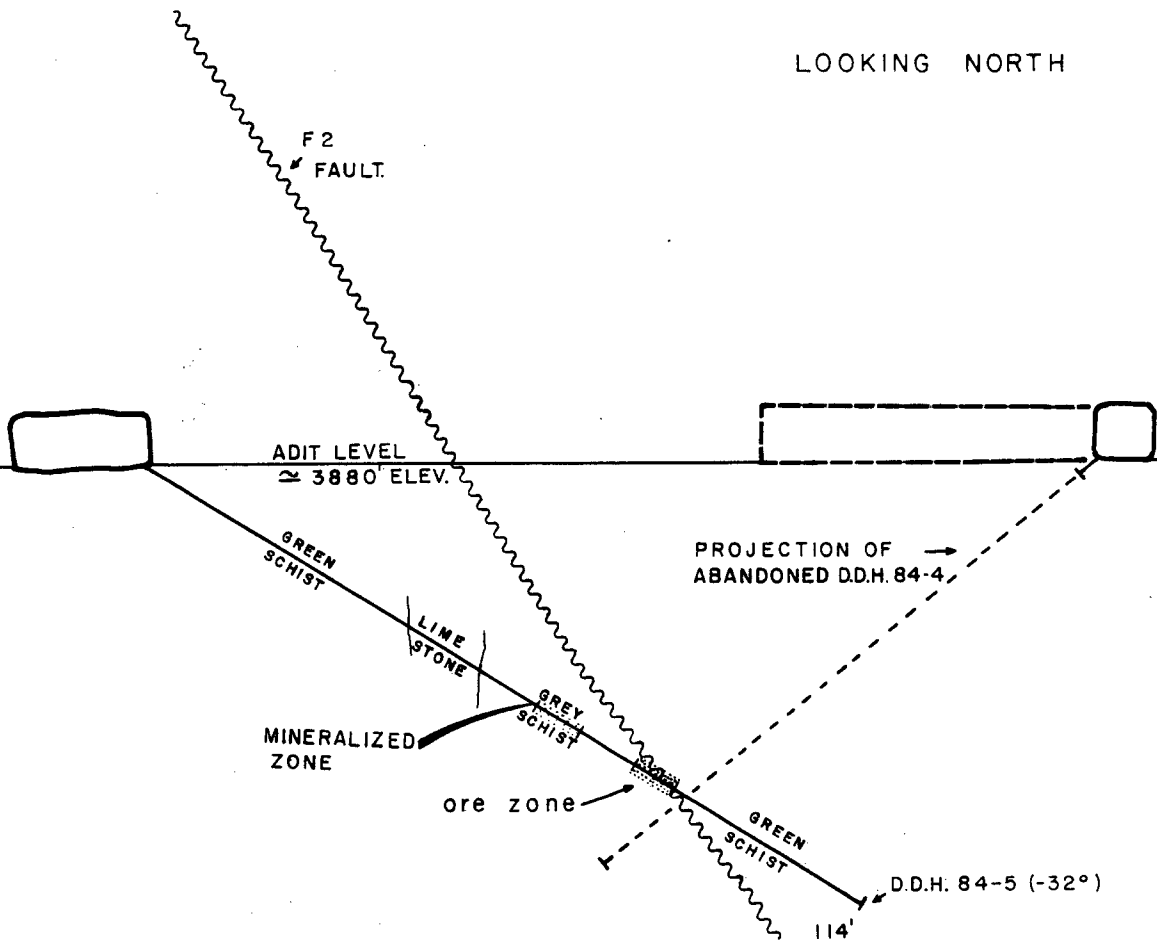 LOOKING NORTH
F 2
FAULT.
ADIT LEVEL
≃ 3880' ELEV.
GREEN
SCHIST
PROJECTION OF
ABANDONED D.D.H. 84-4
LIME
STONE
GREY
SCHIST
MINERALIZED
ZONE
ore zone
GREEN
SCHIST
D.D.H. 84-5 (-32°)
114'